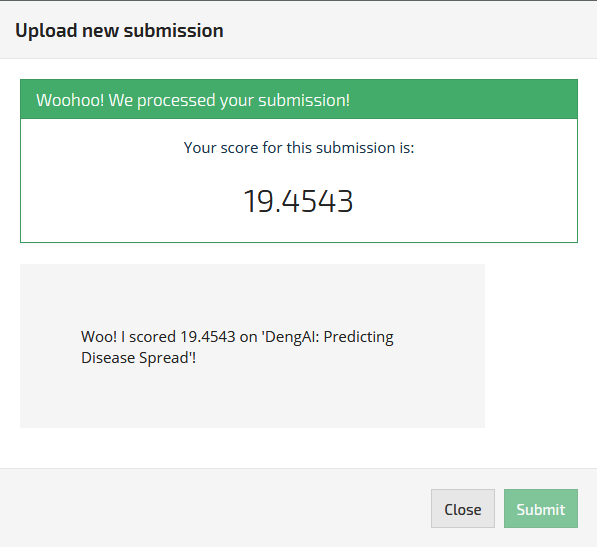 Upload new submission
Woohoo! We processed your submission!
Your score for this submission is:
19.4543
Woo! I scored 19.4543 on 'DengAI: Predicting
Disease Spread'!
Close
Submit